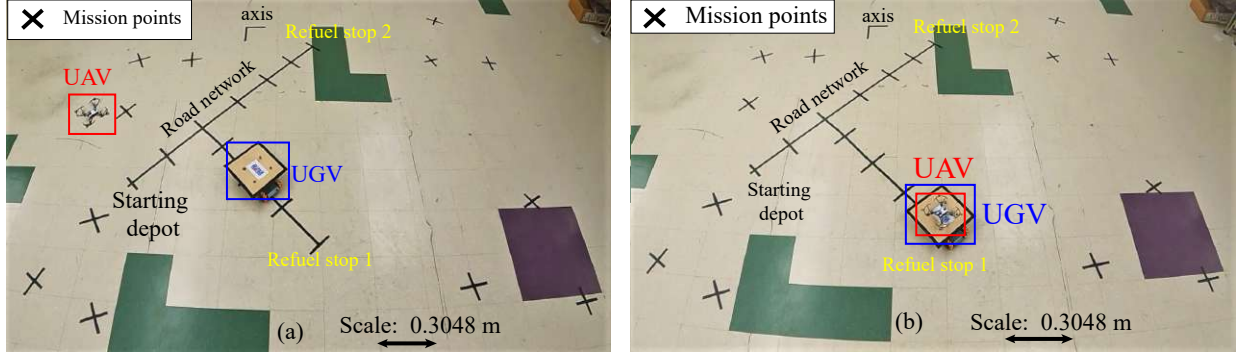 Mission points
axis
Refuel stop 2
UAV
Road network
UGV
Starting
depot
Refuel stop 1
(a)
Scale: 0.3048 m
Mission points
axis
Refuel stop 2
Road network
UAV
Starting
depot
UGV
Refuel stop 1
(b)
Scale: 0.3048 m